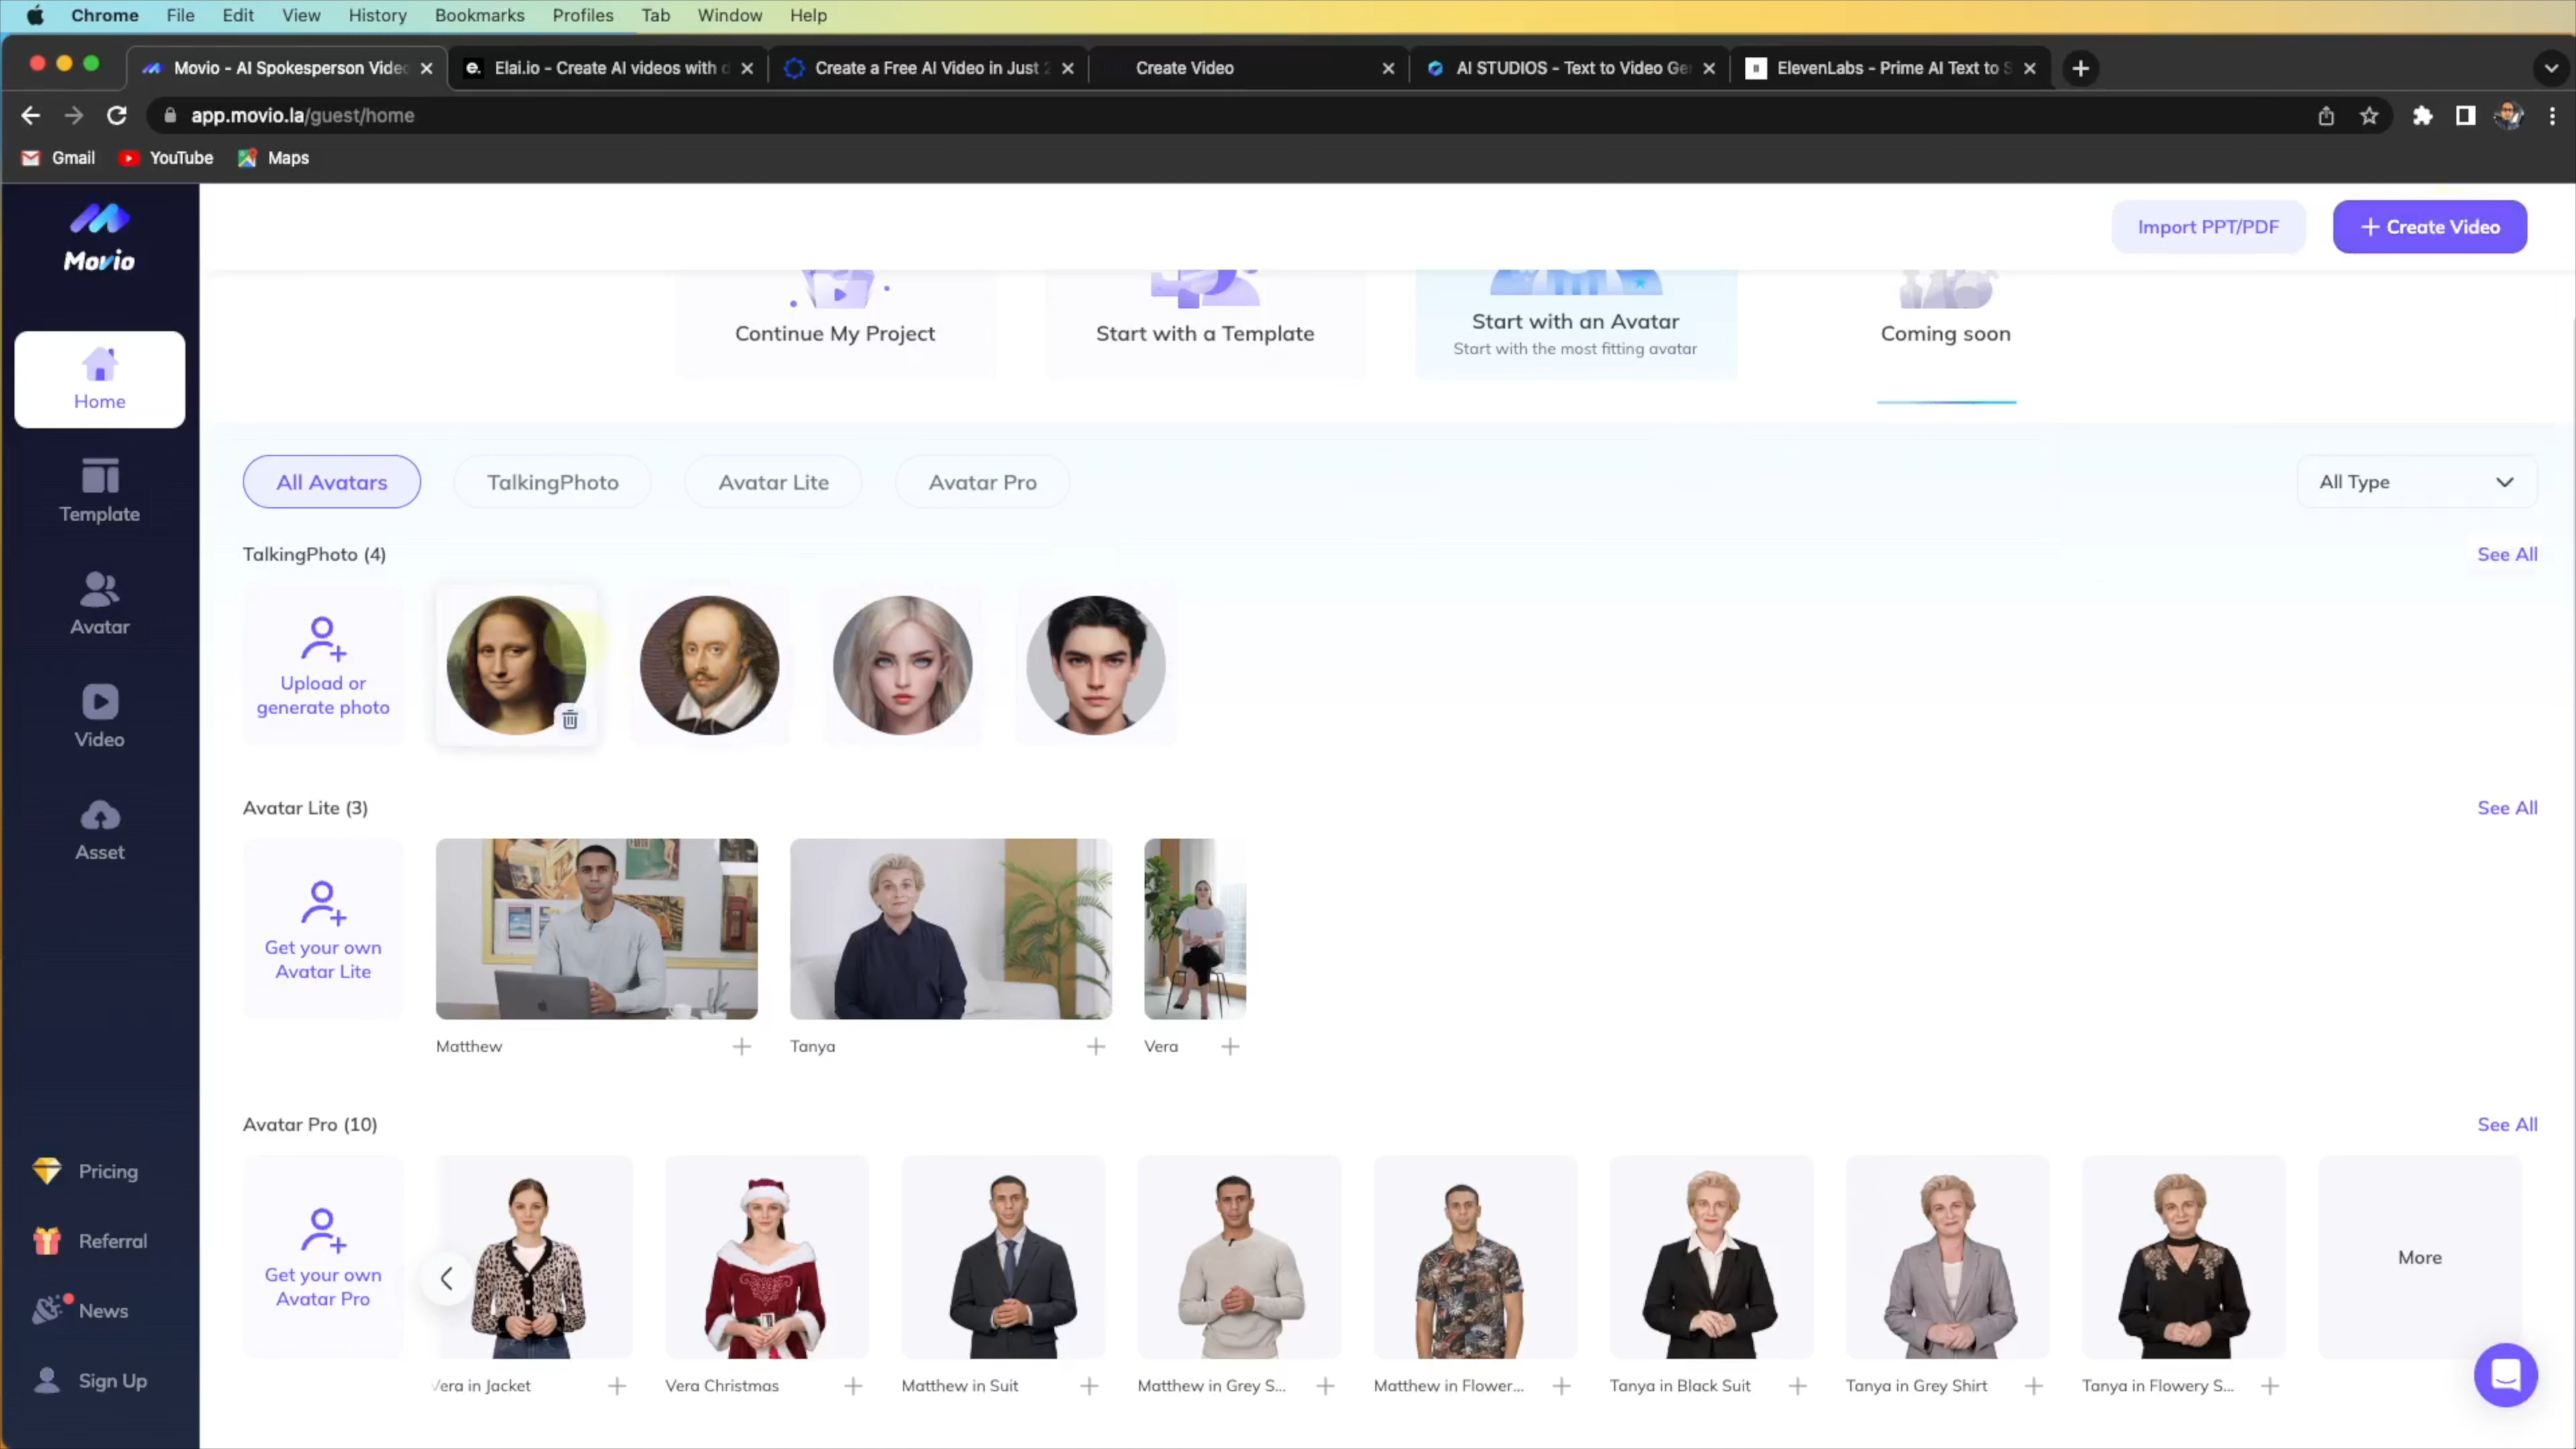 Chrome File Edit View History Bookmarks Profiles Tab Window Help
Movio - AI Spokesperson Videc
e. Elai.io - Create AI videos with d
Create a Free AI Video in Just 2
Create Video
AI STUDIOS - Text to Video Ge
ElevenLabs - Prime AI Text to S
app.movio.la/guest/home
Gmail YouTube Maps
Movio
Import PPT/PDF
+ Create Video
Continue My Project
Start with a Template
Start with an Avatar
Start with the most fitting avatar
Coming soon
Home
Template
Avatar
Video
Asset
Pricing
Referral
News
Sign Up
All Avatars TalkingPhoto Avatar Lite Avatar Pro
All Type
TalkingPhoto (4)
See All
Upload or
generate photo
Avatar Lite (3)
See All
Get your own
Avatar Lite
Matthew
Tanya
Vera
Avatar Pro (10)
See All
Get your own
Avatar Pro
Vera in Jacket
Vera Christmas
Matthew in Suit
Matthew in Grey S...
Matthew in Flower...
Tanya in Black Suit
Tanya in Grey Shirt
Tanya in Flowery S...
More